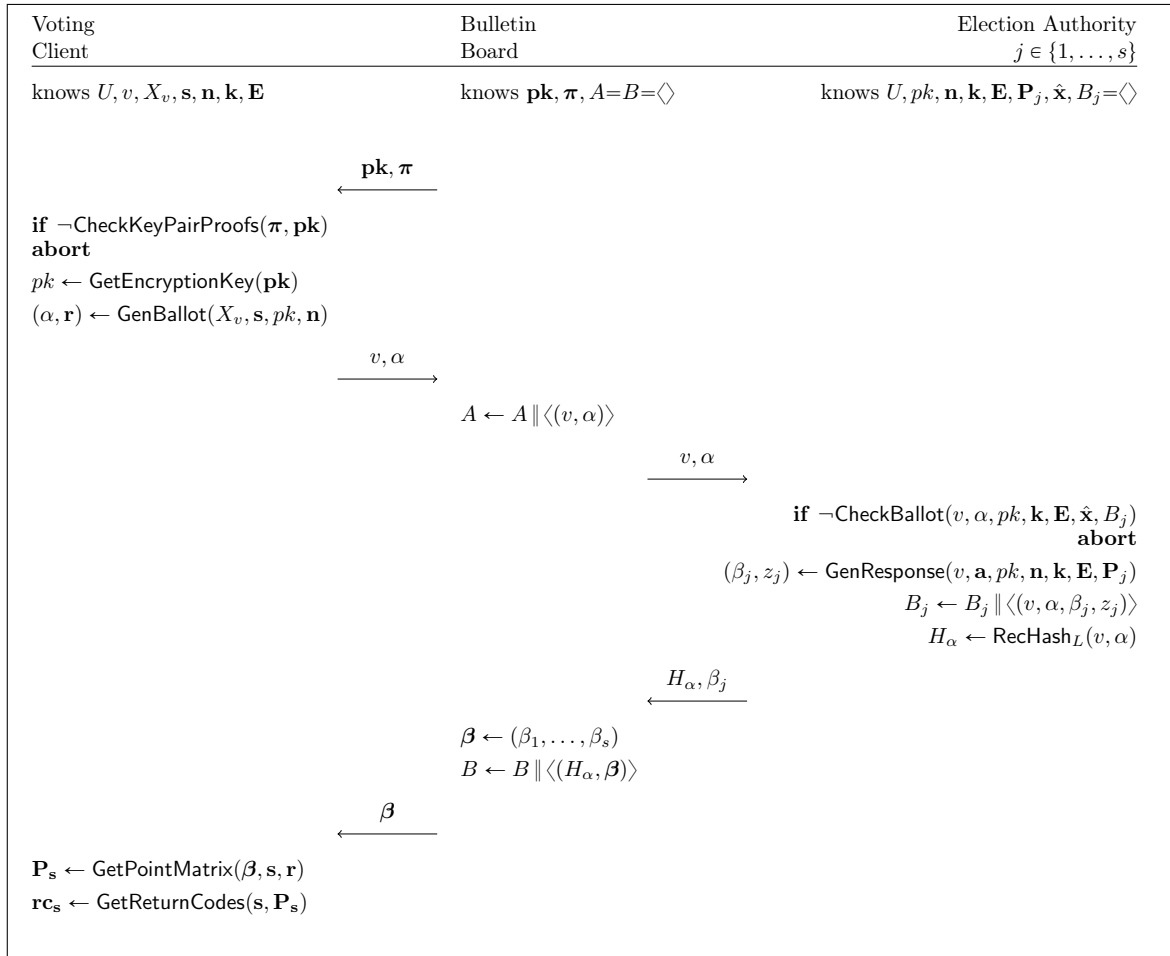 Voting Client
Bulletin Board
Election Authority j ∈ {1, . . . , s}
knows U, v, X_v, s, n, k, E
knows pk, π, A=B=⟨⟩
knows U, pk, n, k, E, P_j, x̂, B_j=⟨⟩
pk, π
if ¬CheckKeyPairProofs(π, pk)
abort
pk ← GetEncryptionKey(pk)
(α, r) ← GenBallot(X_v, s, pk, n)
v, α
A ← A ∥ ⟨(v, α)⟩
v, α
if ¬CheckBallot(v, α, pk, k, E, x̂, B_j)
abort
(β_j, z_j) ← GenResponse(v, a, pk, n, k, E, P_j)
B_j ← B_j ∥ ⟨(v, α, β_j, z_j)⟩
H_α ← RecHash_L(v, α)
H_α, β_j
β ← (β_1, . . . , β_s)
B ← B ∥ ⟨(H_α, β)⟩
β
P_s ← GetPointMatrix(β, s, r)
rc_s ← GetReturnCodes(s, P_s)